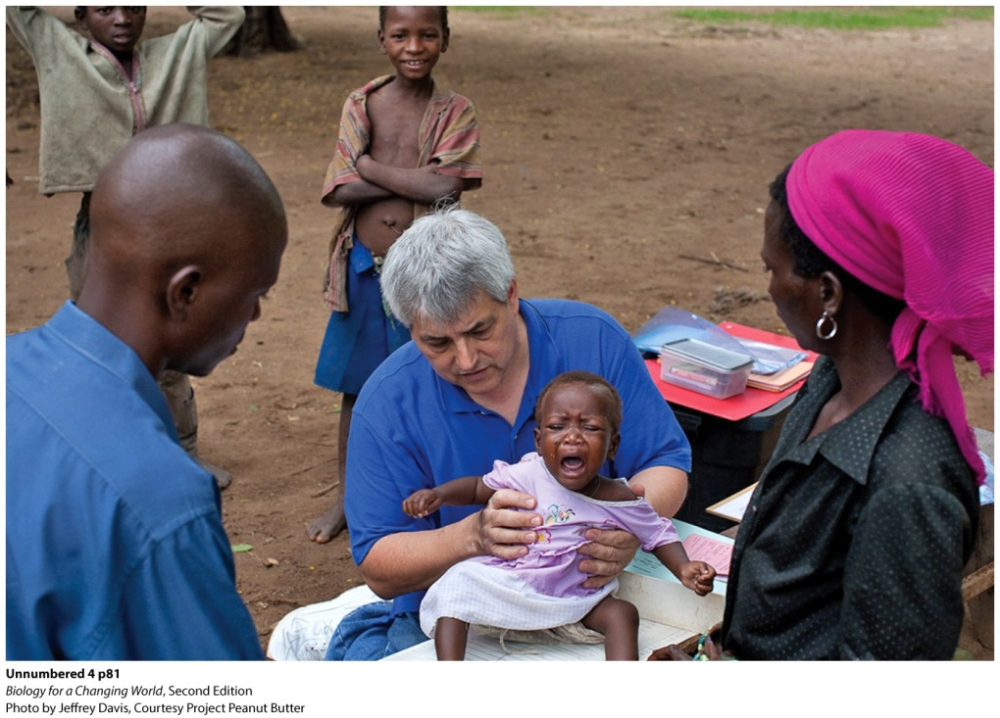 Unnumbered 4 p81
Biology for a Changing World, Second Edition
Photo by Jeffrey Davis, Courtesy Project Peanut Butter